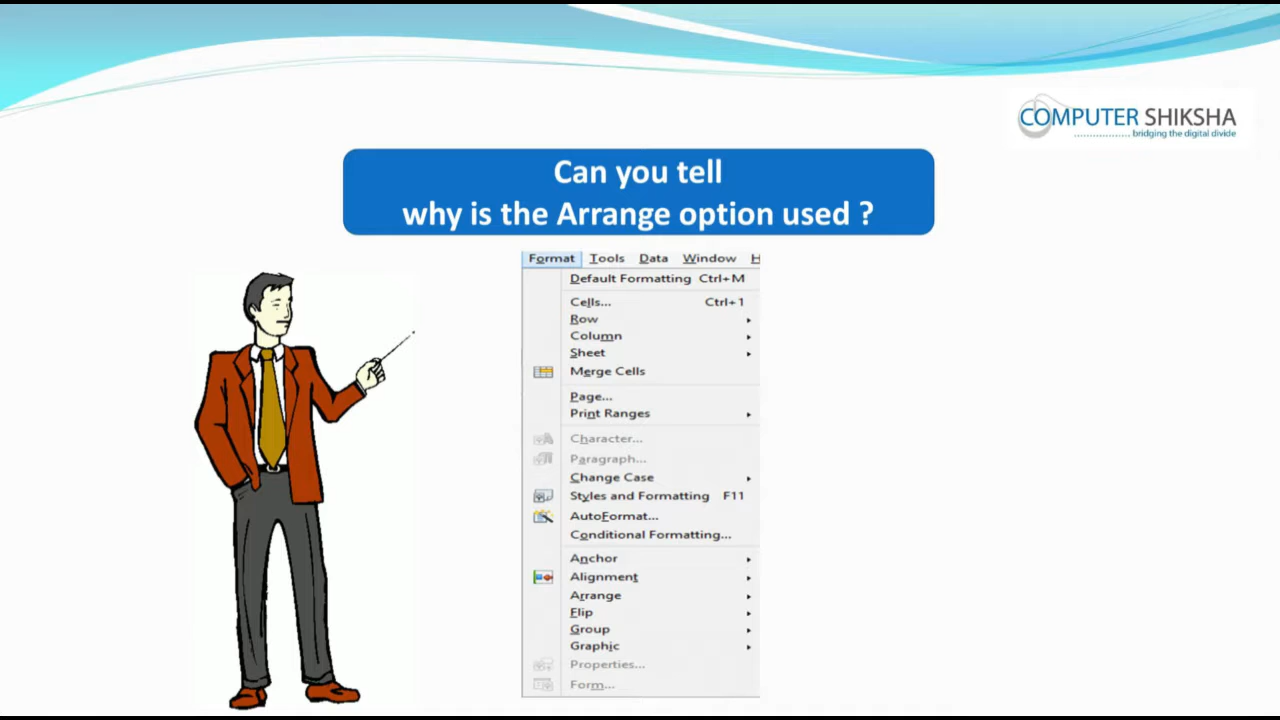 COMPUTER SHIKSHA
bridging the digital divide
Can you tell
why is the Arrange option used ?
Format Tools Data Window H
Default Formatting Ctrl+M
Cells... Ctrl+1
Row
Column
Sheet
Merge Cells
Page...
Print Ranges
Character...
Paragraph...
Change Case
Styles and Formatting F11
AutoFormat...
Conditional Formatting...
Anchor
Alignment
Arrange
Flip
Group
Graphic
Properties...
Form...